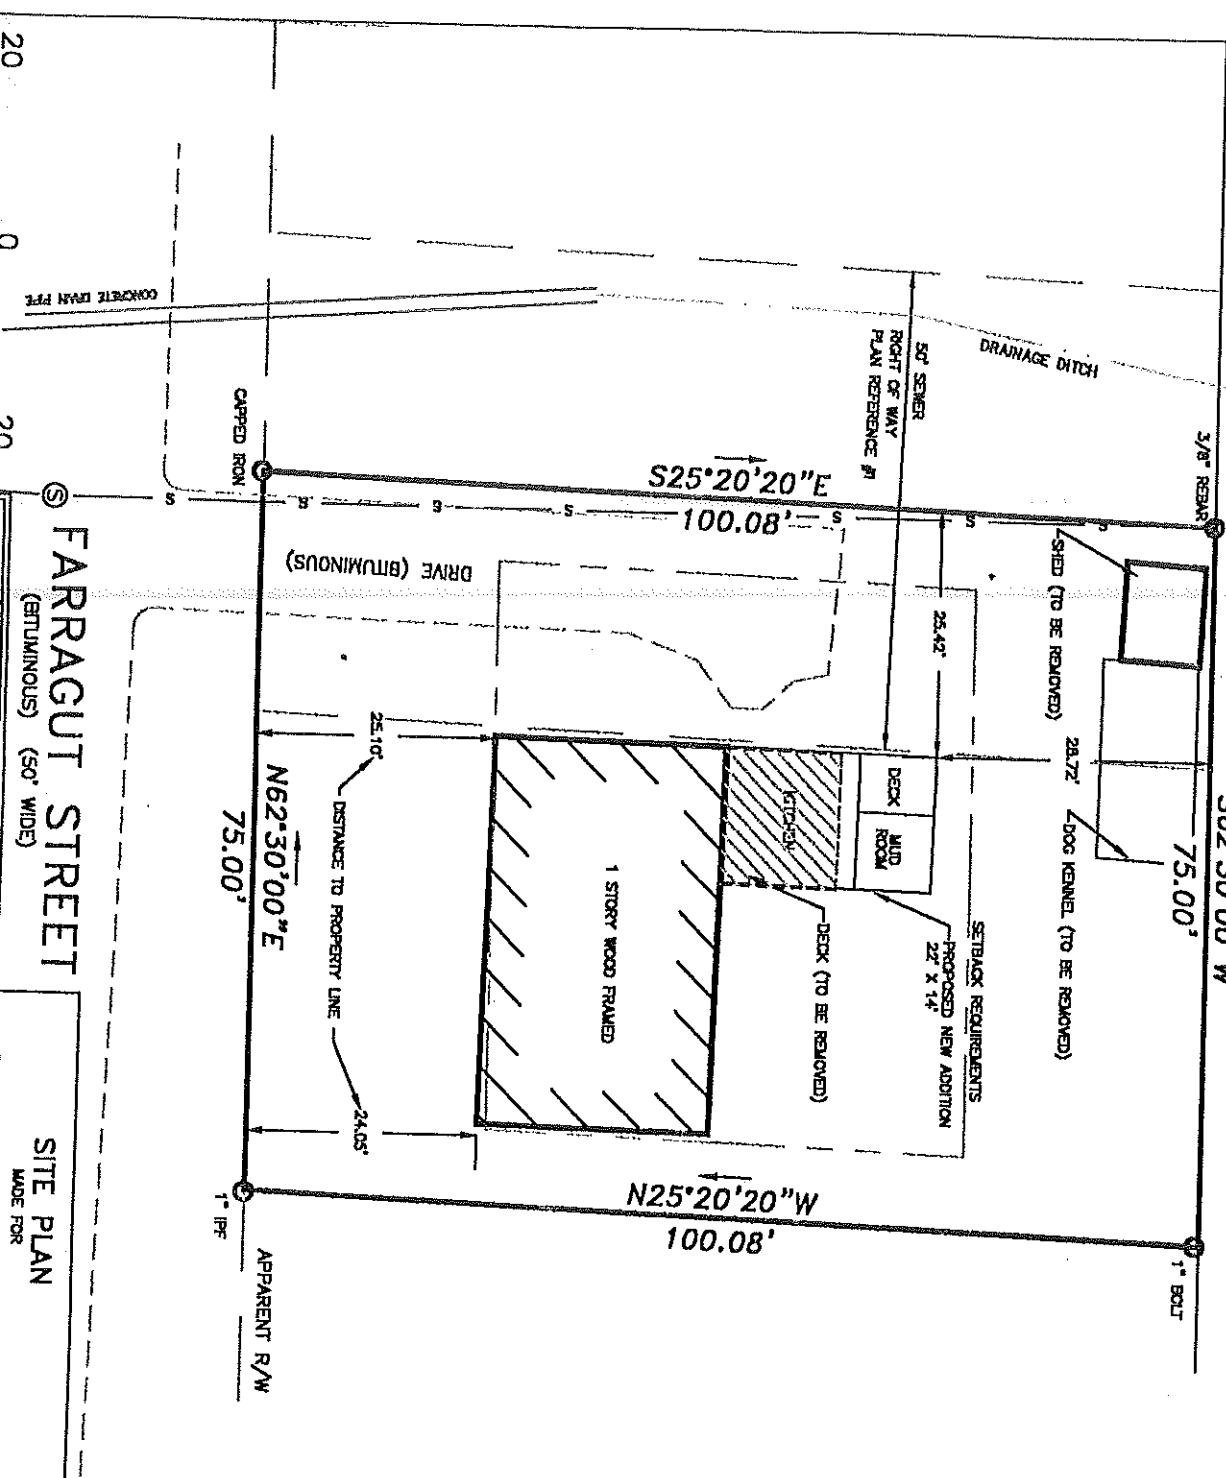 3/8" REBAR
75.00'
1" BOLT
SHED (TO BE REMOVED)
DOG KENNEL (TO BE REMOVED)
28.72'
DRAINAGE DITCH
50' SEWER
RIGHT OF WAY
PLAN REFERENCE #1
25.42'
SETBACK REQUIREMENTS
PROPOSED NEW ADDITION
22' X 14'
DECK
MUD
ROOM
KITCHEN
DECK (TO BE REMOVED)
S25°20'20"E
100.08'
S
S
S
S
S
S
S
N25°20'20"W
100.08'
1 STORY WOOD FRAMED
DRIVE (BITUMINOUS)
25.10'
DISTANCE TO PROPERTY LINE
24.05'
CONCRETE DRAIN PIPE
CAPPED IRON
N62°30'00"E
75.00'
1" IPF
APPARENT R/W
S
FARRAGUT STREET
(BITUMINOUS) (50' WIDE)
20
0
20
SITE PLAN
MADE FOR